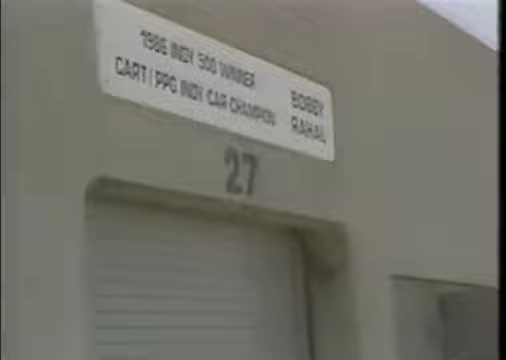 1986 INDY 500 WINNER
CART / PPG INDY CAR CHAMPION
BOBBY
RAHAL
27